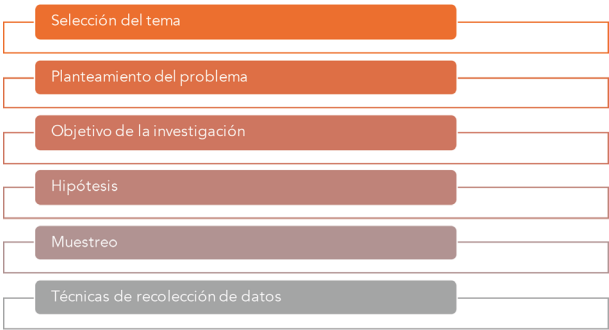 Selección del tema
Planteamiento del problema
Objetivo de la investigación
Hipótesis
Muestreo
Técnicas de recolección de datos